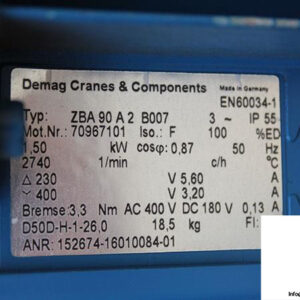 Demag Cranes & Components Made in Germany
EN60034-1
Typ: ZBA 90 A 2 B007 3 ~ IP 55
Mot.Nr.: 70967101 Iso.: F 100 %ED
1,50 kW cosφ: 0,87 50 Hz
2740 1/min c/h °C
△ 230 V 5,60 A
Y 400 V 3,20 A
Bremse: 3,3 Nm AC 400 V DC 180 V 0,13 A
D50D-H-1-26,0 18,5 kg FI:
ANR: 152674-16010084-01
Info